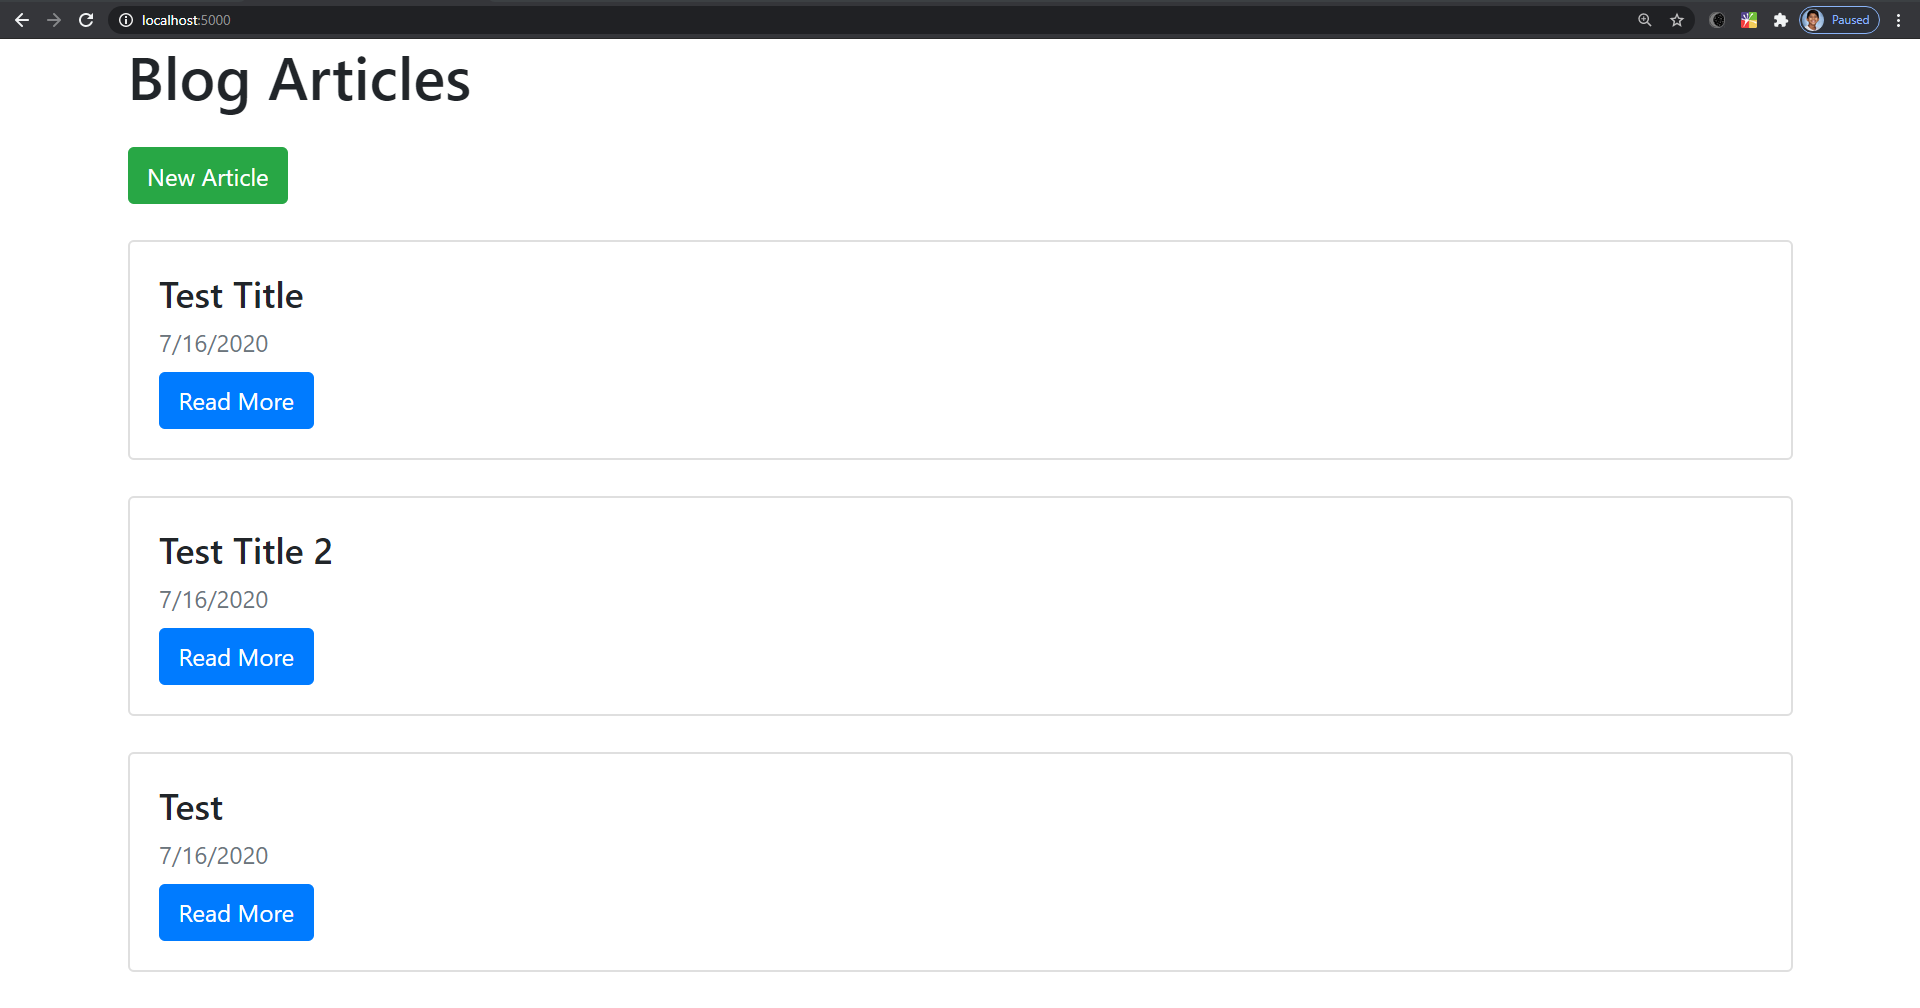 localhost:5000
Paused
Blog Articles
New Article
Test Title
7/16/2020
Read More
Test Title 2
7/16/2020
Read More
Test
7/16/2020
Read More